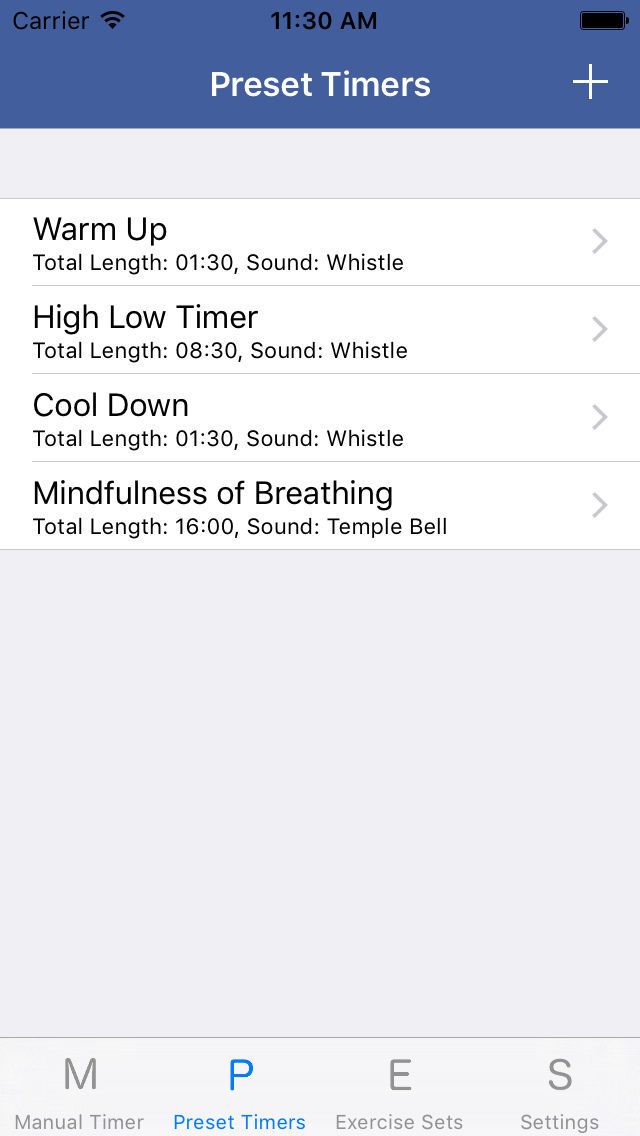 Carrier 11:30 AM
Preset Timers
Warm Up
Total Length: 01:30, Sound: Whistle
High Low Timer
Total Length: 08:30, Sound: Whistle
Cool Down
Total Length: 01:30, Sound: Whistle
Mindfulness of Breathing
Total Length: 16:00, Sound: Temple Bell
M P E S
Manual Timer Preset Timers Exercise Sets Settings